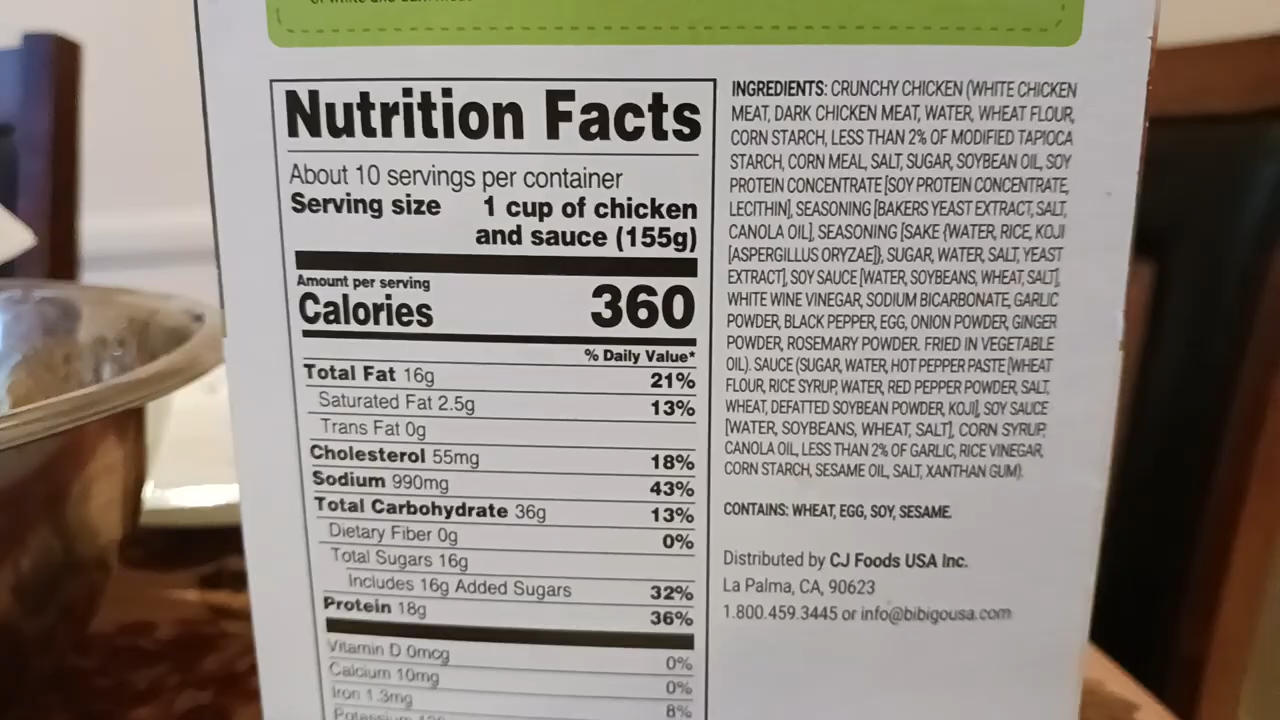 Nutrition Facts
About 10 servings per container
Serving size 1 cup of chicken
and sauce (155g)
Amount per serving
Calories 360
% Daily Value*
Total Fat 16g 21%
Saturated Fat 2.5g 13%
Trans Fat 0g
Cholesterol 55mg 18%
Sodium 990mg 43%
Total Carbohydrate 36g 13%
Dietary Fiber 0g 0%
Total Sugars 16g
Includes 16g Added Sugars 32%
Protein 18g 36%
Vitamin D 0mcg 0%
Calcium 10mg 0%
Iron 1.3mg 8%
Potassium
INGREDIENTS: CRUNCHY CHICKEN (WHITE CHICKEN
MEAT, DARK CHICKEN MEAT, WATER, WHEAT FLOUR,
CORN STARCH, LESS THAN 2% OF MODIFIED TAPIOCA
STARCH, CORN MEAL, SALT, SUGAR, SOYBEAN OIL, SOY
PROTEIN CONCENTRATE [SOY PROTEIN CONCENTRATE,
LECITHIN], SEASONING [BAKERS YEAST EXTRACT, SALT,
CANOLA OIL], SEASONING [SAKE {WATER, RICE, KOJI
[ASPERGILLUS ORYZAE]}, SUGAR, WATER, SALT, YEAST
EXTRACT], SOY SAUCE [WATER, SOYBEANS, WHEAT, SALT],
WHITE WINE VINEGAR, SODIUM BICARBONATE, GARLIC
POWDER, BLACK PEPPER, EGG, ONION POWDER, GINGER
POWDER, ROSEMARY POWDER. FRIED IN VEGETABLE
OIL). SAUCE (SUGAR, WATER, HOT PEPPER PASTE [WHEAT
FLOUR, RICE SYRUP, WATER, RED PEPPER POWDER, SALT,
WHEAT, DEFATTED SOYBEAN POWDER, KOJI], SOY SAUCE
[WATER, SOYBEANS, WHEAT, SALT], CORN SYRUP,
CANOLA OIL, LESS THAN 2% OF GARLIC, RICE VINEGAR,
CORN STARCH, SESAME OIL, SALT, XANTHAN GUM).
CONTAINS: WHEAT, EGG, SOY, SESAME.
Distributed by CJ Foods USA Inc.
La Palma, CA, 90623
1.800.459.3445 or info@bibigousa.com